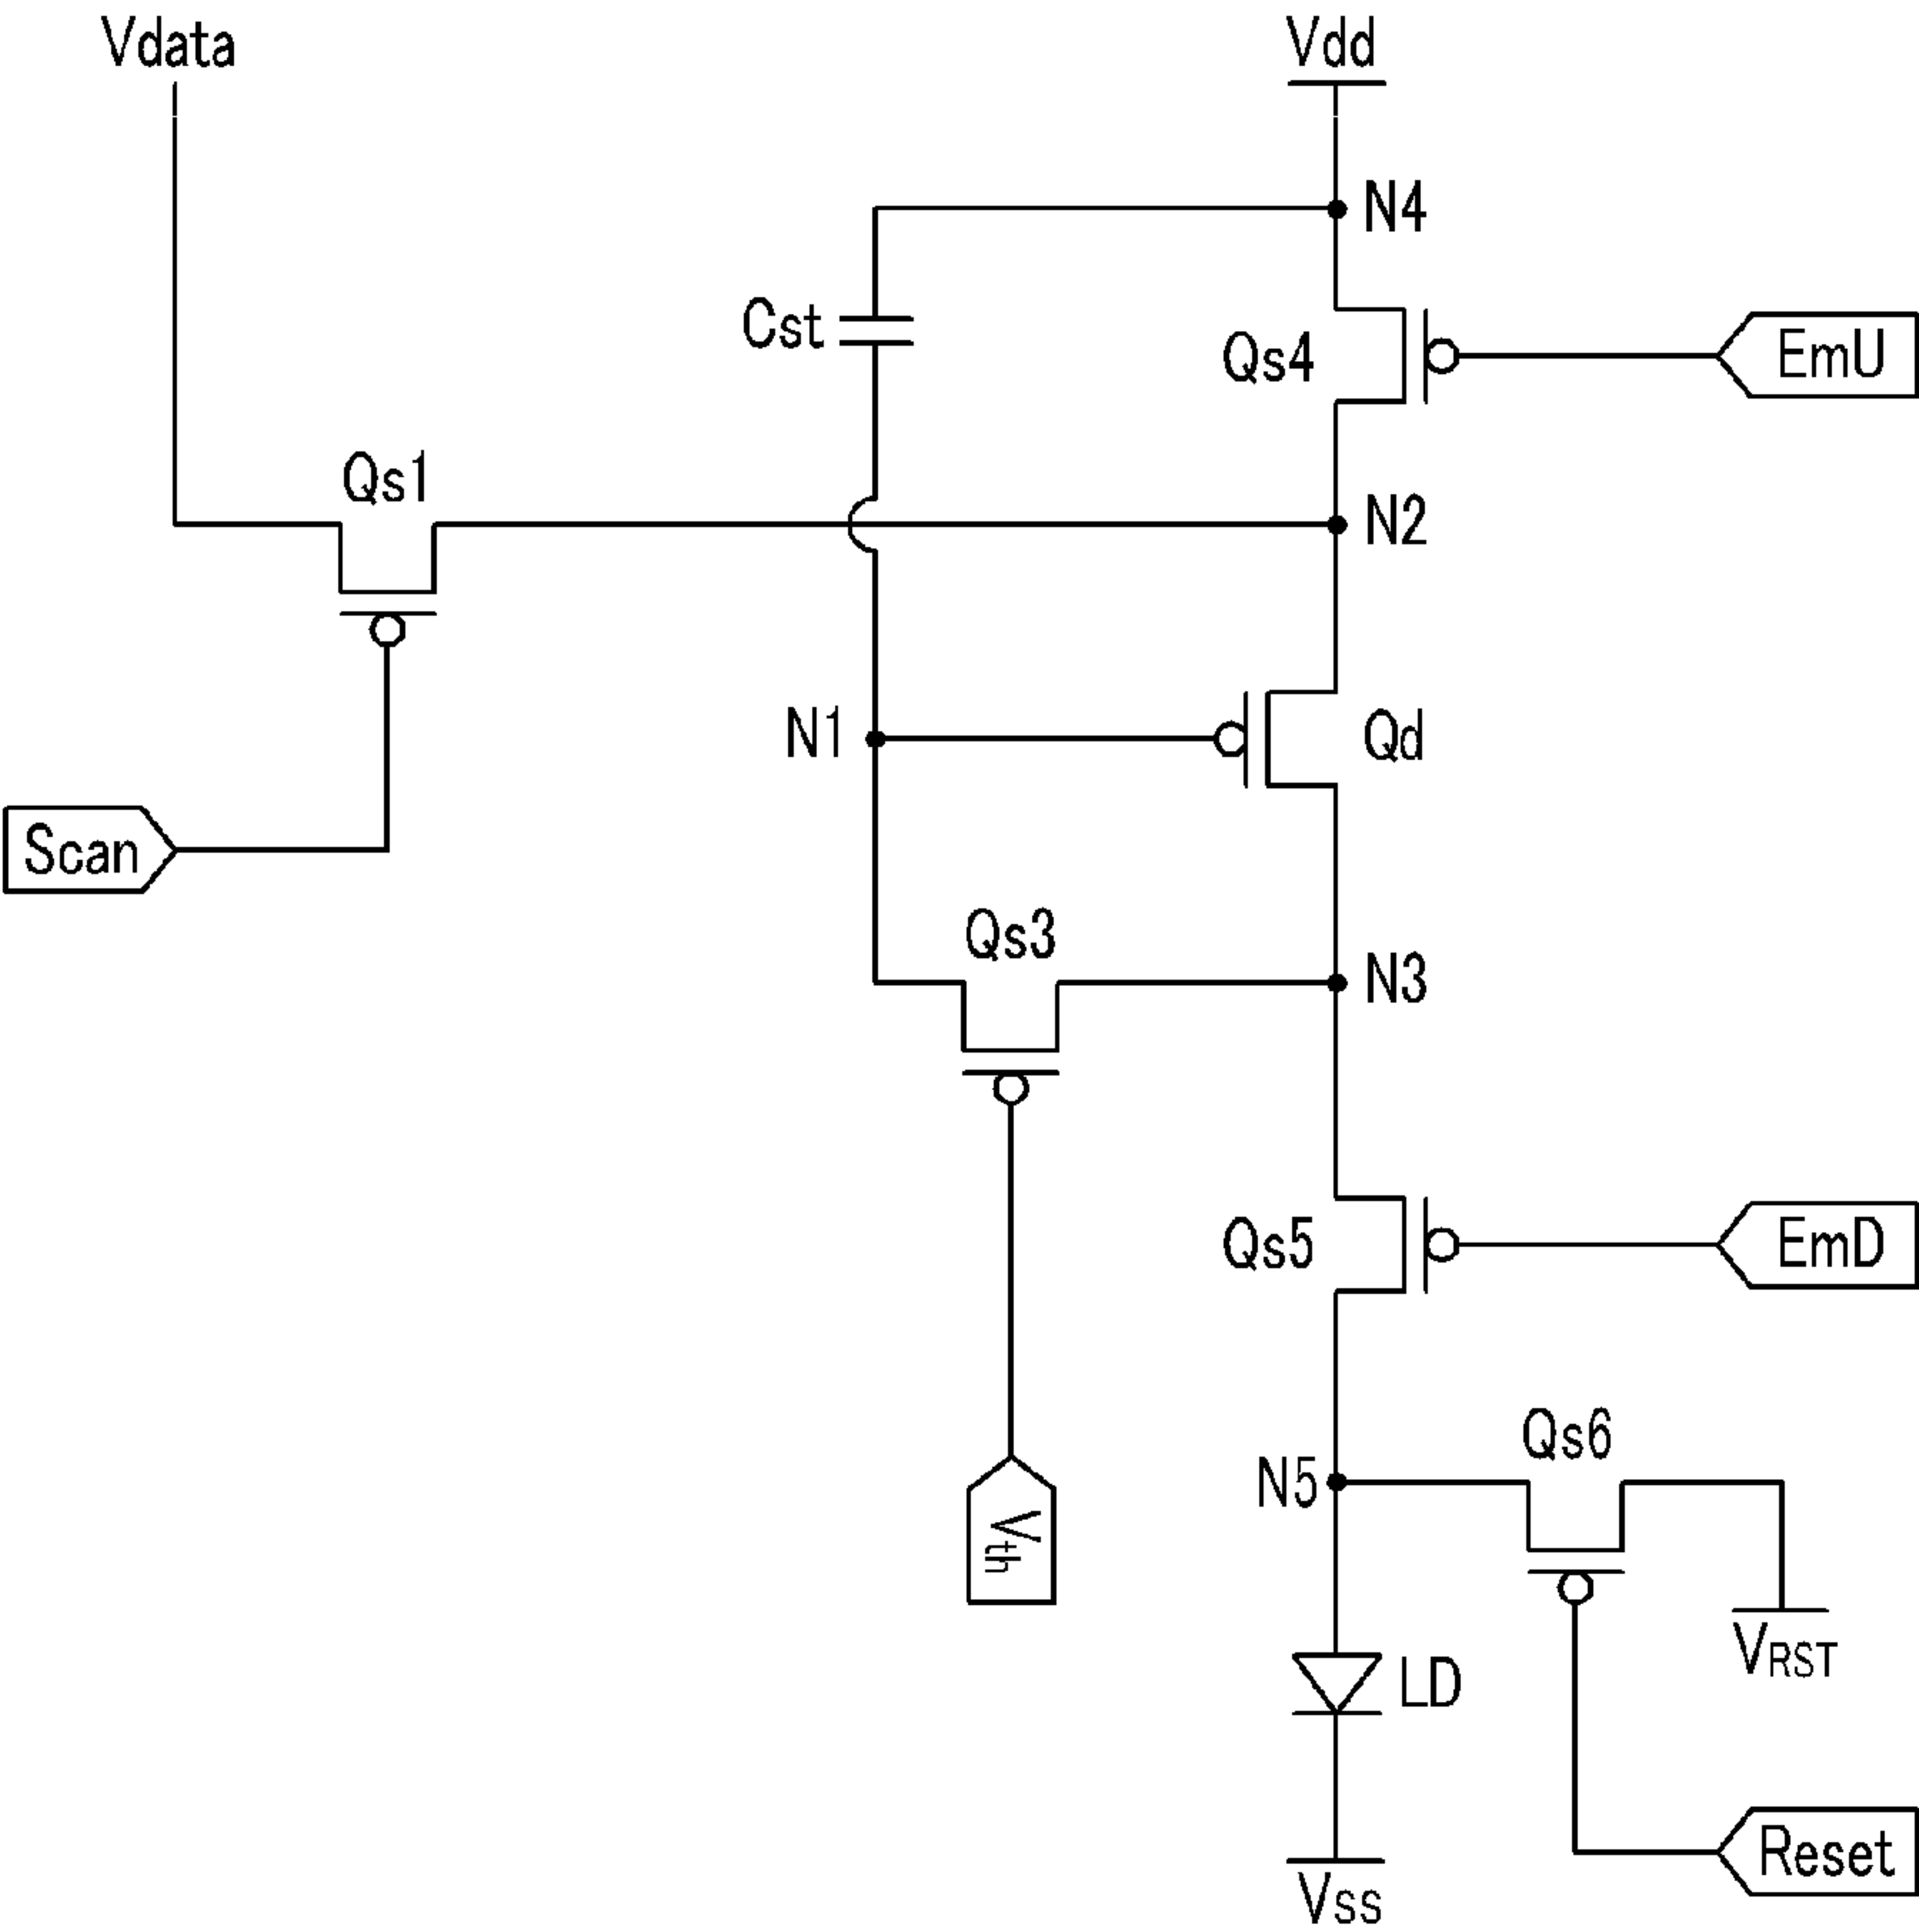 Vdata
Vdd
N4
Cst
Qs4
EmU
Qs1
N2
N1
Qd
Scan
Qs3
N3
Qs5
EmD
Qs6
N5
Vth
VRST
LD
Reset
VSS